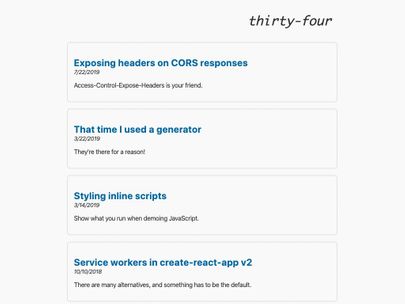 thirty-four
Exposing headers on CORS responses
7/22/2019
Access-Control-Expose-Headers is your friend.
That time I used a generator
3/22/2019
They're there for a reason!
Styling inline scripts
3/14/2019
Show what you run when demoing JavaScript.
Service workers in create-react-app v2
10/10/2018
There are many alternatives, and something has to be the default.